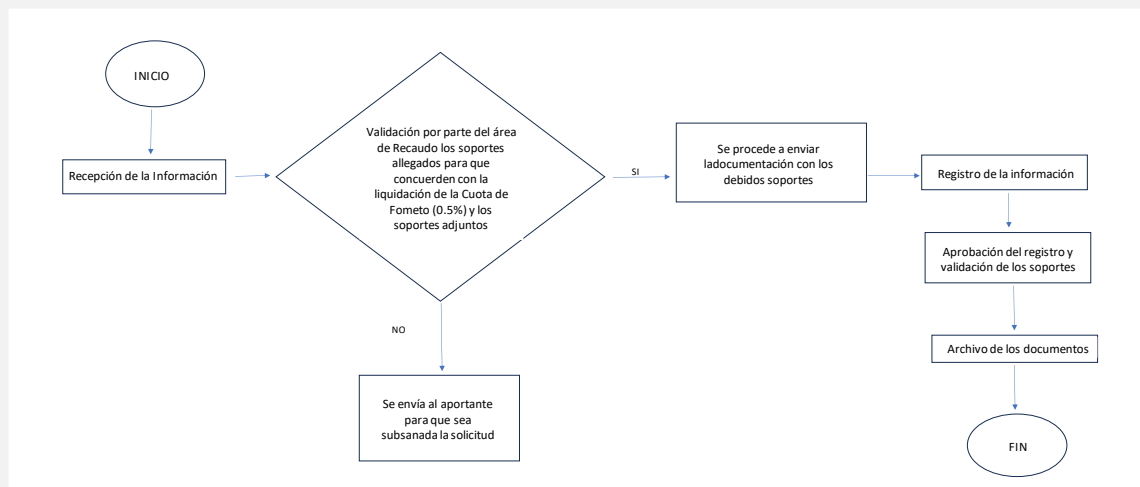 INICIO
Recepción de la Información
Validación por parte del área
de Recaudo los soportes
allegados para que
concuerden con la
liquidación de la Cuota de
Fometo (0.5%) y los
soportes adjuntos
SI
Se procede a enviar
ladocumentación con los
debidos soportes
Registro de la información
Aprobación del registro y
validación de los soportes
Archivo de los documentos
FIN
NO
Se envía al aportante
para que sea
subsanada la solicitud